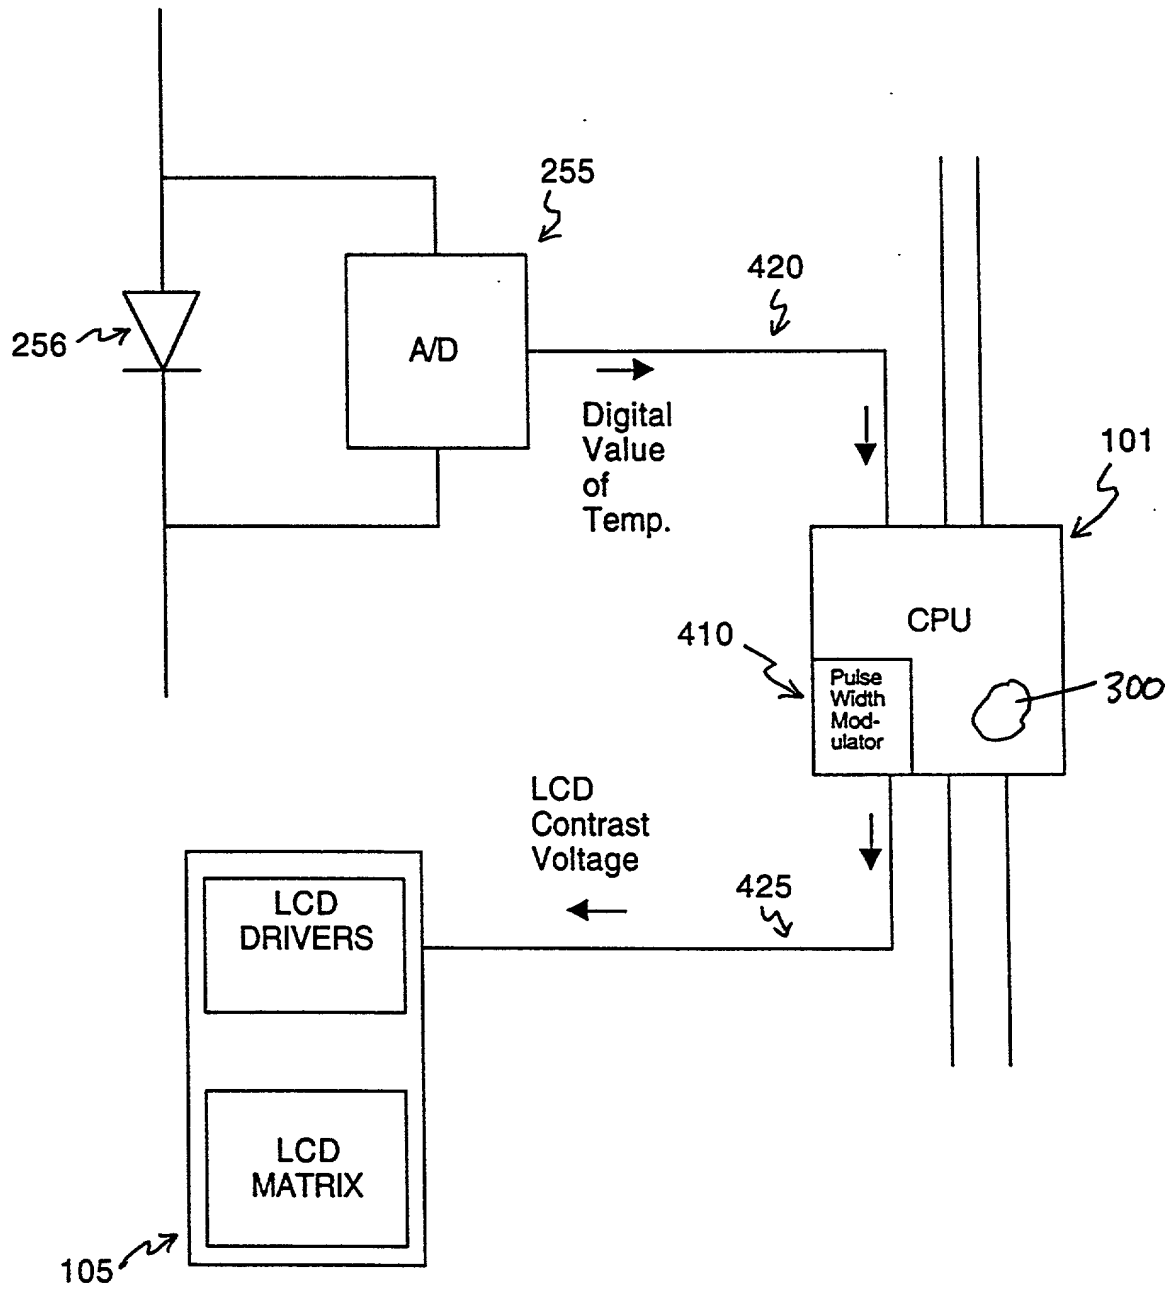 255
420
256
A/D
Digital
Value
of
Temp.
101
CPU
410
Pulse
Width
Mod-
ulator
300
LCD
Contrast
Voltage
425
LCD
DRIVERS
LCD
MATRIX
105